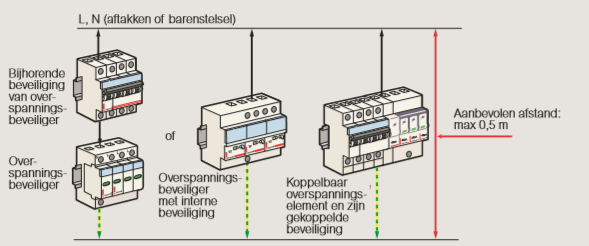 L, N (aftakken of barenstelsel)
Bijhorende
beveiliging
van over-
spannings-
beveiliger
Over-
spannings-
beveiliger
of
Overspannings-
beveiliger
met interne
beveiliging
Koppelbaar
overspannings-
element en zijn
gekoppelde
beveiliging
Aanbevolen afstand:
max 0,5 m